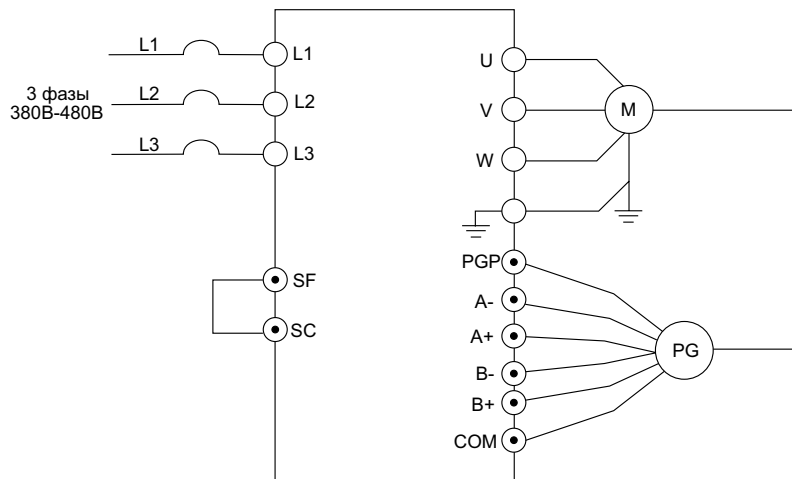 L1
L1
L2
L2
L3
L3
3 фазы
380В-480В
SF
SC
U
V
W
M
PGP
A-
A+
B-
B+
COM
PG